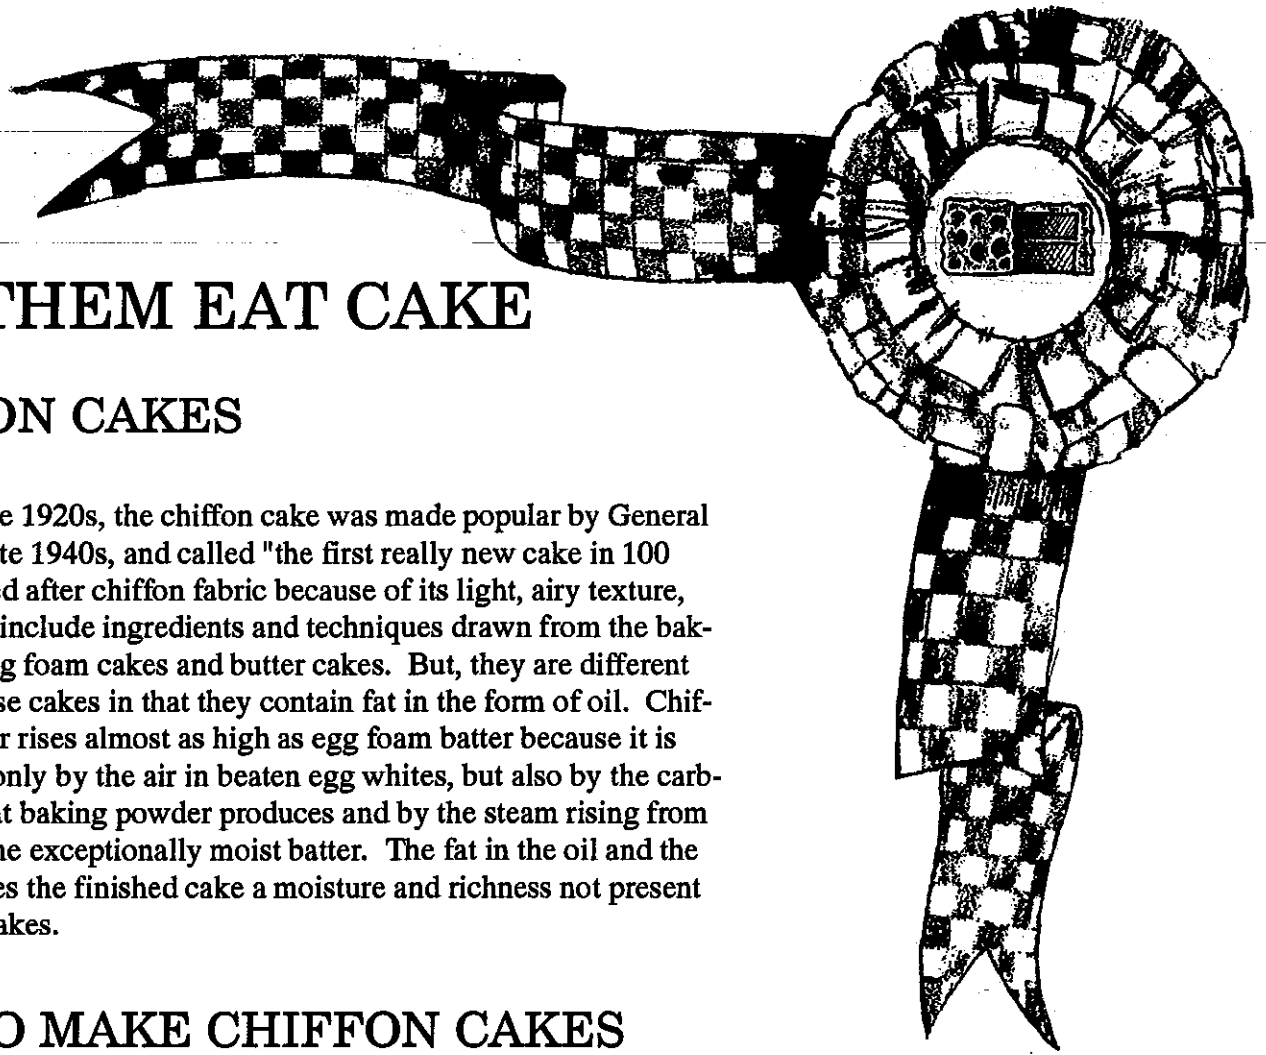 THEM EAT CAKE
ON CAKES
e 1920s, the chiffon cake was made popular by General
te 1940s, and called "the first really new cake in 100
d after chiffon fabric because of its light, airy texture,
include ingredients and techniques drawn from the bak-
g foam cakes and butter cakes. But, they are different
se cakes in that they contain fat in the form of oil. Chif-
r rises almost as high as egg foam batter because it is
only by the air in beaten egg whites, but also by the carb-
at baking powder produces and by the steam rising from
he exceptionally moist batter. The fat in the oil and the
es the finished cake a moisture and richness not present
akes.
O MAKE CHIFFON CAKES